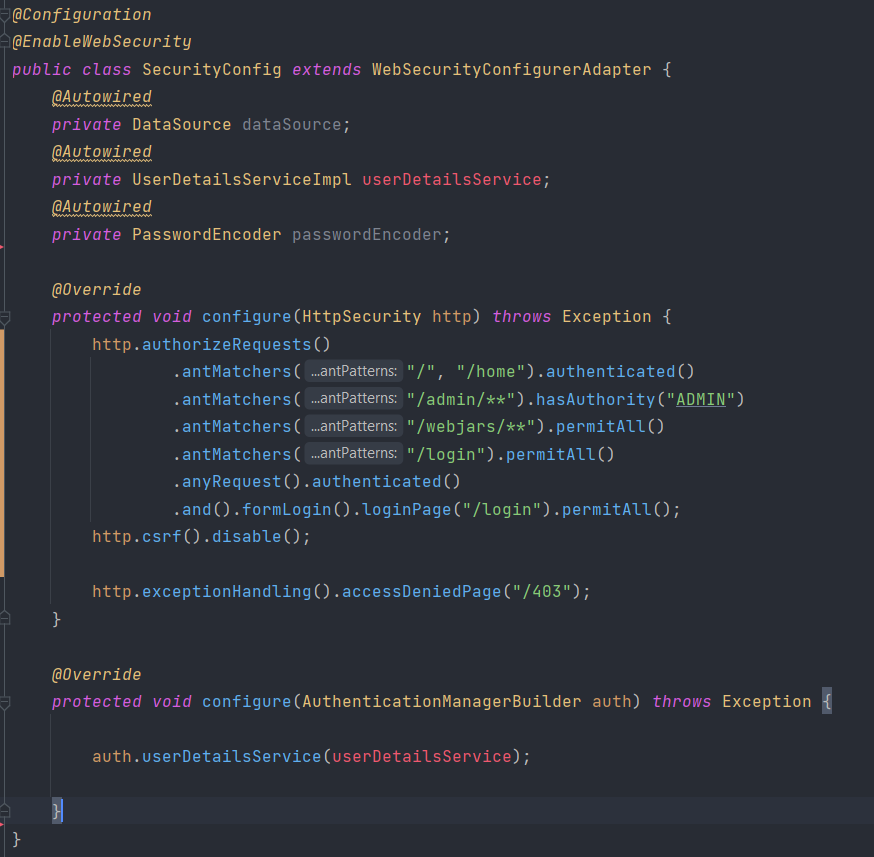 @Configuration
@EnableWebSecurity
public class SecurityConfig extends WebSecurityConfigurerAdapter {
    @Autowired
    private DataSource dataSource;
    @Autowired
    private UserDetailsServiceImpl userDetailsService;
    @Autowired
    private PasswordEncoder passwordEncoder;

    @Override
    protected void configure(HttpSecurity http) throws Exception {
        http.authorizeRequests()
                .antMatchers( ...antPatterns: "/", "/home").authenticated()
                .antMatchers( ...antPatterns: "/admin/**").hasAuthority("ADMIN")
                .antMatchers( ...antPatterns: "/webjars/**").permitAll()
                .antMatchers( ...antPatterns: "/login").permitAll()
                .anyRequest().authenticated()
                .and().formLogin().loginPage("/login").permitAll();
        http.csrf().disable();

        http.exceptionHandling().accessDeniedPage("/403");
    }

    @Override
    protected void configure(AuthenticationManagerBuilder auth) throws Exception {

        auth.userDetailsService(userDetailsService);

    }
}